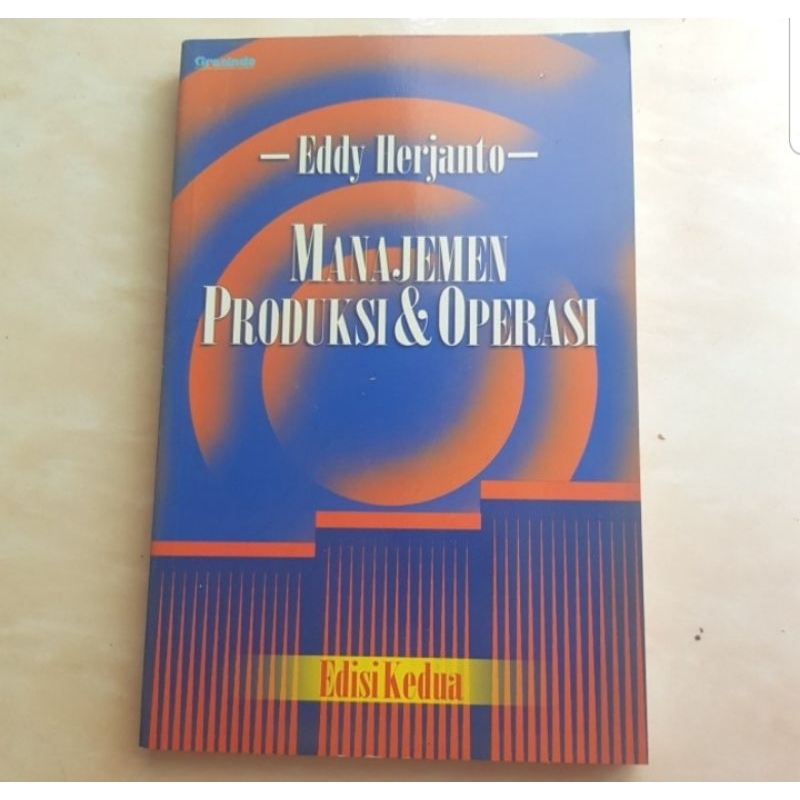 Grasindo
— Eddy Herjanto —
MANAJEMEN
PRODUKSI & OPERASI
Edisi Kedua